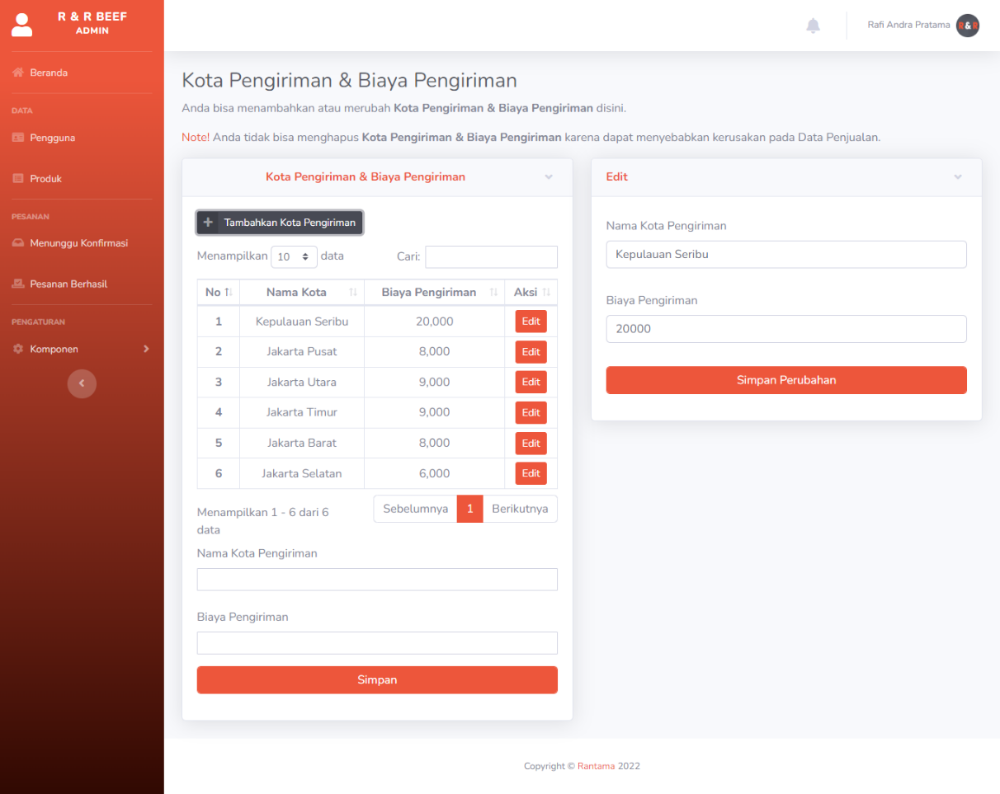 R & R BEEF
ADMIN
Beranda
DATA
Pengguna
Produk
PESANAN
Menunggu Konfirmasi
Pesanan Berhasil
PENGATURAN
Komponen
Rafi Andra Pratama
R & R
Kota Pengiriman & Biaya Pengiriman
Anda bisa menambahkan atau merubah Kota Pengiriman & Biaya Pengiriman disini.
Note! Anda tidak bisa menghapus Kota Pengiriman & Biaya Pengiriman karena dapat menyebabkan kerusakan pada Data Penjualan.
Kota Pengiriman & Biaya Pengiriman
Tambahkan Kota Pengiriman
Menampilkan 10 data Cari:
No Nama Kota Biaya Pengiriman Aksi
1 Kepulauan Seribu 20,000 Edit
2 Jakarta Pusat 8,000 Edit
3 Jakarta Utara 9,000 Edit
4 Jakarta Timur 9,000 Edit
5 Jakarta Barat 8,000 Edit
6 Jakarta Selatan 6,000 Edit
Menampilkan 1 - 6 dari 6
data
Sebelumnya 1 Berikutnya
Nama Kota Pengiriman
Biaya Pengiriman
Simpan
Edit
Nama Kota Pengiriman
Kepulauan Seribu
Biaya Pengiriman
20000
Simpan Perubahan
Copyright © Rantama 2022